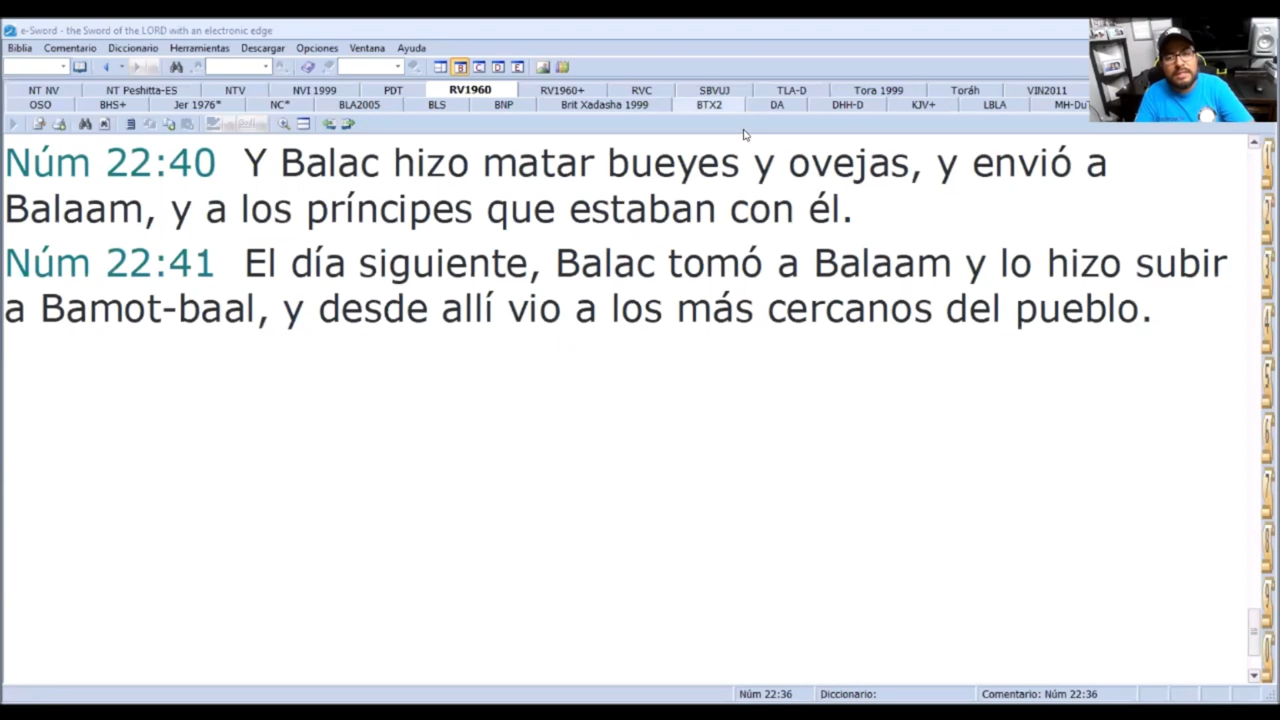 e-Sword - the Sword of the LORD with an electronic edge
Biblia Comentario Diccionario Herramientas Descargar Opciones Ventana Ayuda
NT NV NT Peshitta-ES NTV NVI 1999 PDT RV1960 RV1960+ RVC SBVUJ TLA-D Tora 1999 Toráh VIN2011
OSO BHS+ Jer 1976* NC* BLA2005 BLS BNP Brit Xadasha 1999 BTX2 DA DHH-D KJV+ LBLA MH-DuT
Núm 22:40 Y Balac hizo matar bueyes y ovejas, y envió a
Balaam, y a los príncipes que estaban con él.
Núm 22:41 El día siguiente, Balac tomó a Balaam y lo hizo subir
a Bamot-baal, y desde allí vio a los más cercanos del pueblo.
Núm 22:36 Diccionario: Comentario: Núm 22:36